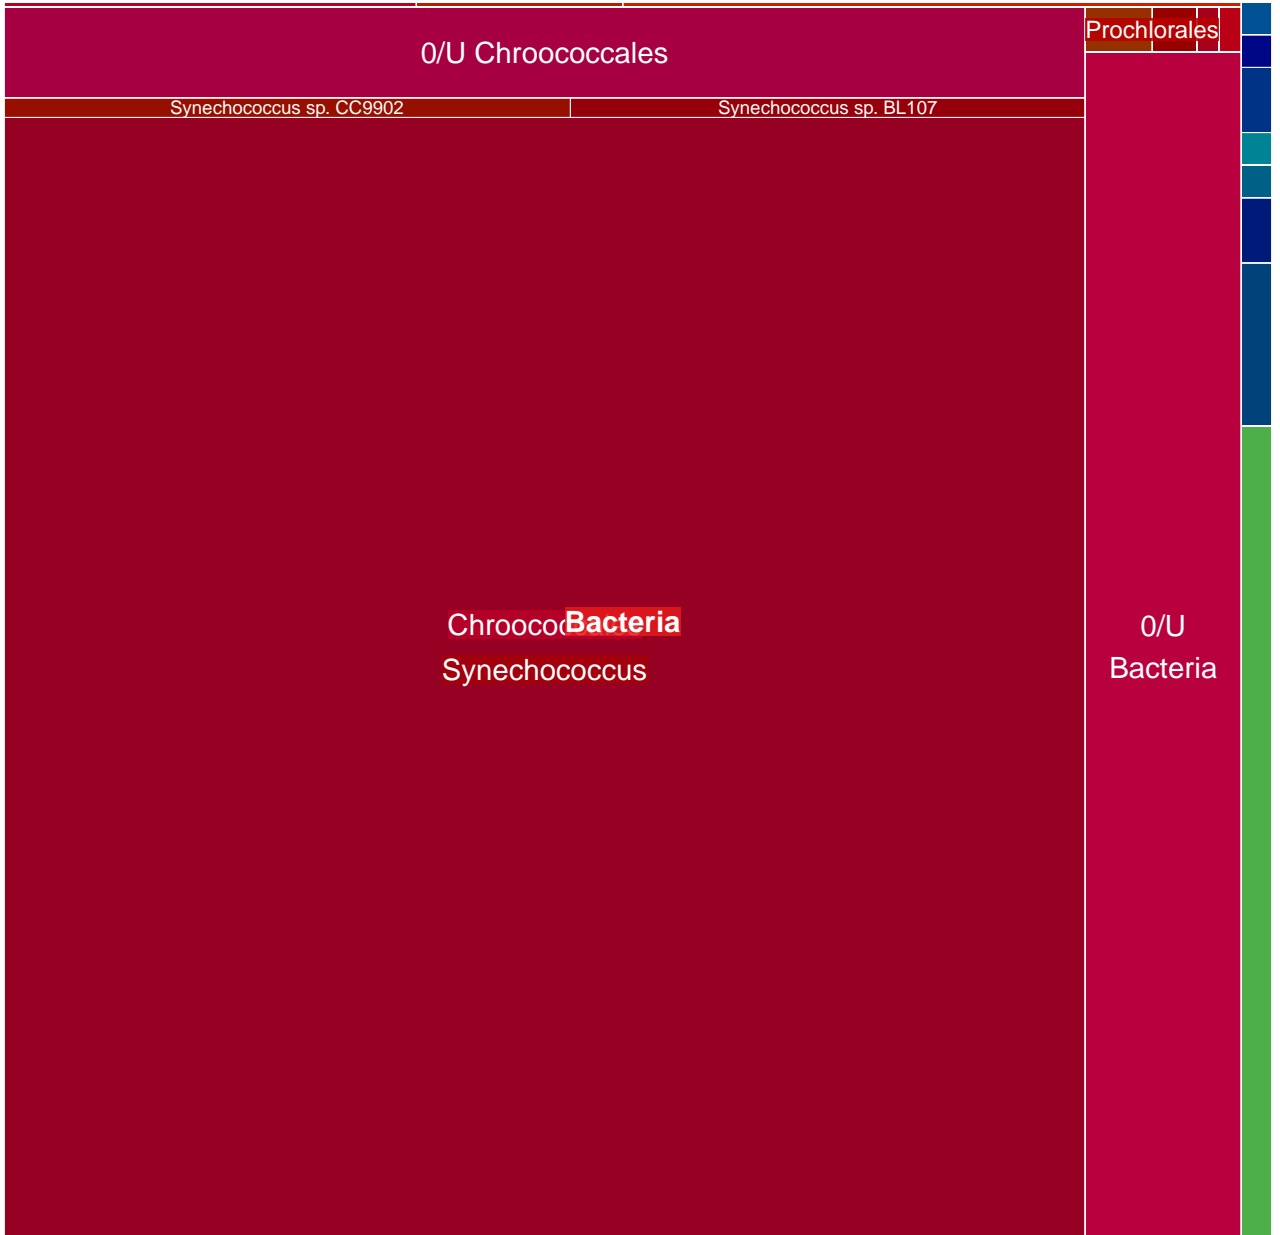 Prochlorales
0/U Chroococcales
Synechococcus sp. CC9902
Synechococcus sp. BL107
Bacteria
Synechococcus
0/U
Bacteria